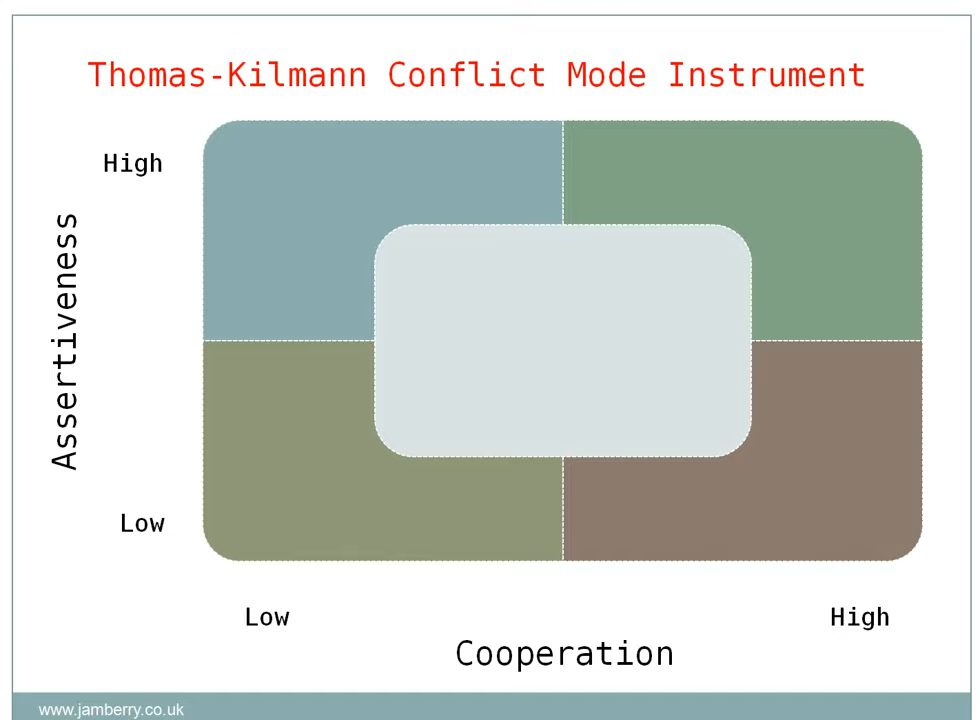 Thomas-Kilmann Conflict Mode Instrument
High
Assertiveness
Low
Low
High
Cooperation
www.jamberry.co.uk